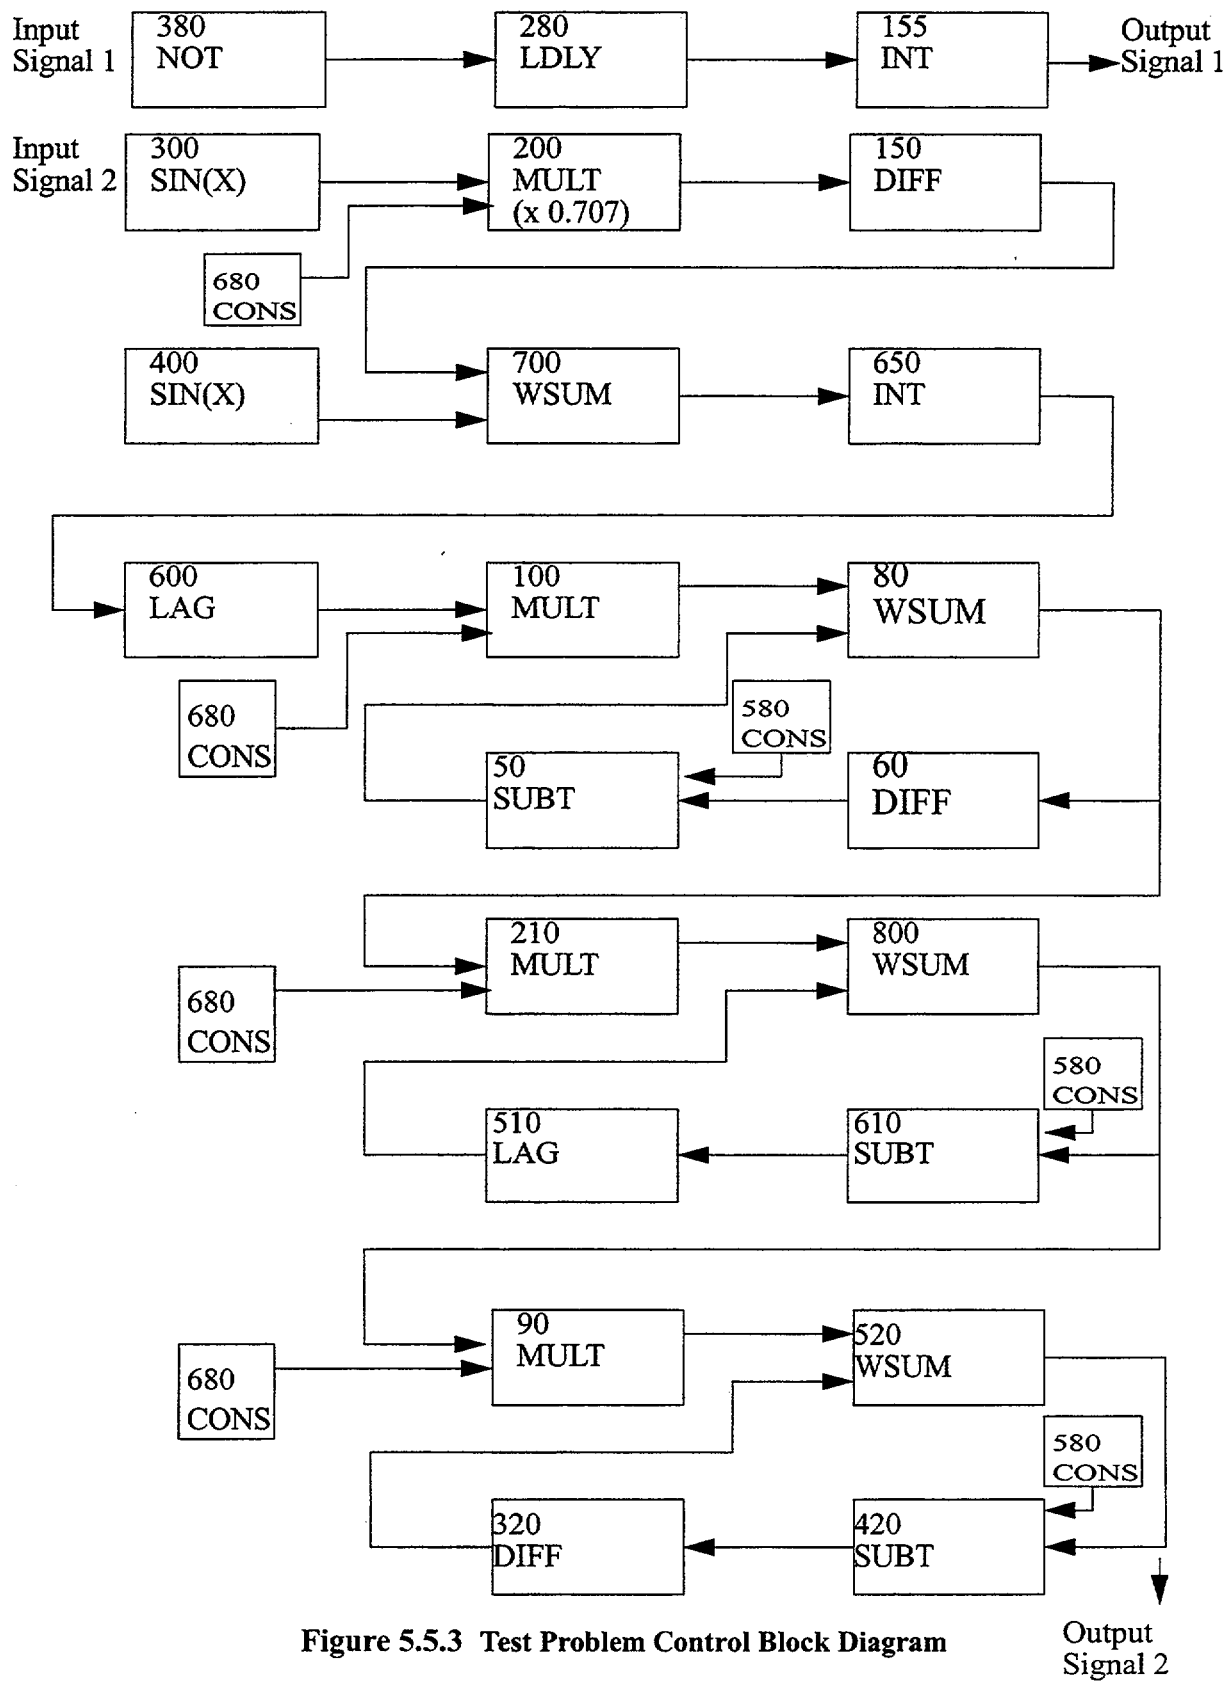 Input
Signal 1
380
NOT
280
LDLY
155
INT
Output
Signal 1
Input
Signal 2
300
SIN(X)
200
MULT
(x 0.707)
150
DIFF
680
CONS
400
SIN(X)
700
WSUM
650
INT
600
LAG
100
MULT
80
WSUM
680
CONS
580
CONS
50
SUBT
60
DIFF
210
MULT
800
WSUM
680
CONS
580
CONS
510
LAG
610
SUBT
90
MULT
520
WSUM
680
CONS
580
CONS
320
DIFF
420
SUBT
Figure 5.5.3 Test Problem Control Block Diagram
Output
Signal 2